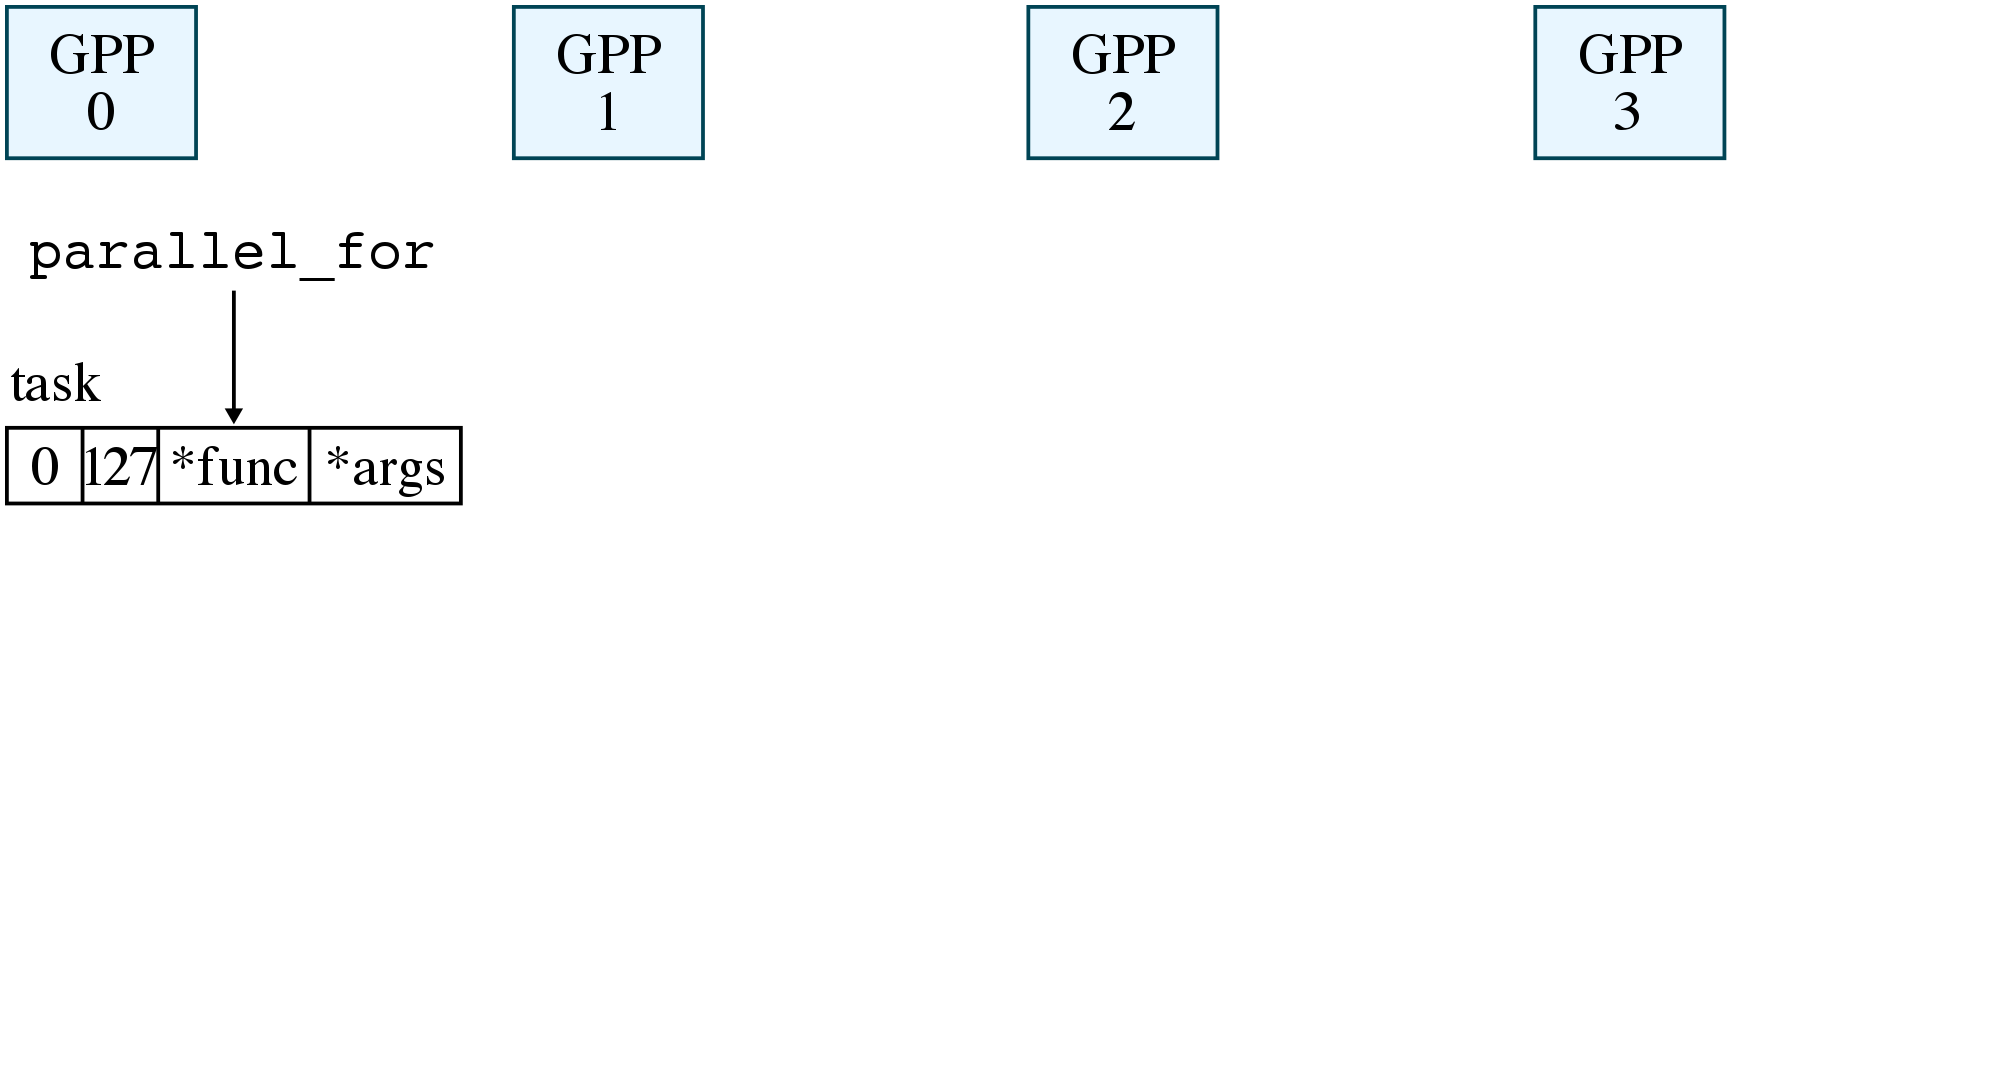 GPP
0
GPP
1
GPP
2
GPP
3
parallel_for
task
0 127 *func *args